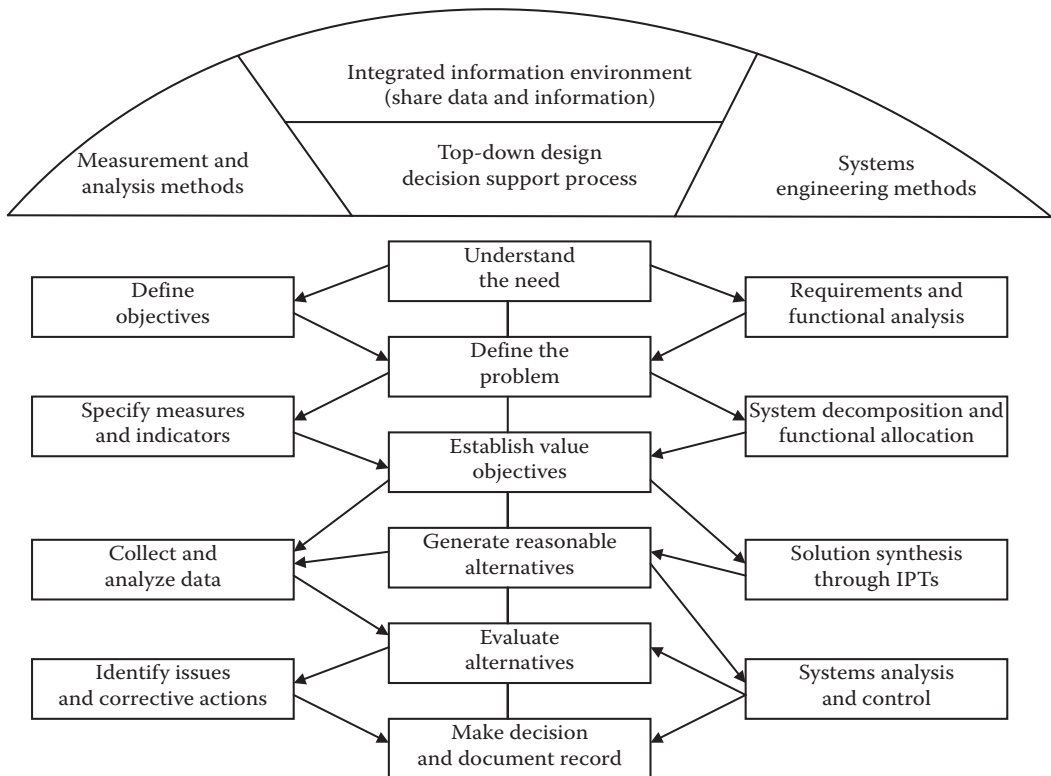 Integrated information environment
(share data and information)
Measurement and
analysis methods
Top-down design
decision support process
Systems
engineering methods
Understand
the need
Define
objectives
Requirements and
functional analysis
Define the
problem
Specify measures
and indicators
System decomposition and
functional allocation
Establish value
objectives
Collect and
analyze data
Generate reasonable
alternatives
Solution synthesis
through IPTs
Evaluate
alternatives
Identify issues
and corrective actions
Systems analysis
and control
Make decision
and document record